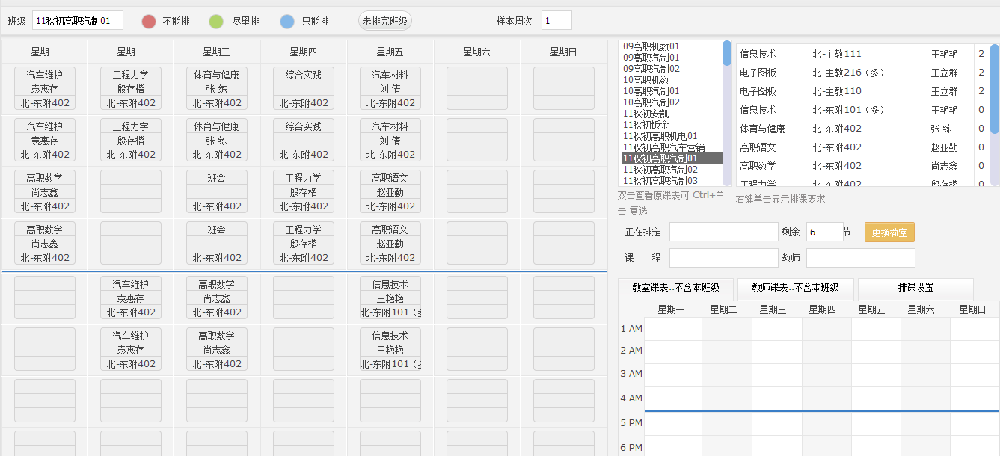 班级 11秋初高职汽制01 不能排 尽量排 只能排 未排完班级 样本周次 1
星期一 星期二 星期三 星期四 星期五 星期六 星期日
汽车维护 工程力学 体育与健康 综合实践 汽车材料
袁惠存 殷存楷 张 练 刘 倩
北-东附402 北-东附402 北-东附402 北-东附402 北-东附402
汽车维护 工程力学 体育与健康 综合实践 汽车材料
袁惠存 殷存楷 张 练 刘 倩
北-东附402 北-东附402 北-东附402 北-东附402 北-东附402
高职数学 班会 工程力学 高职语文
尚志鑫 殷存楷 赵亚勤
北-东附402 北-东附402 北-东附402 北-东附402
高职数学 班会 工程力学 高职语文
尚志鑫 殷存楷 赵亚勤
北-东附402 北-东附402 北-东附402 北-东附402
汽车维护 高职数学 信息技术
袁惠存 尚志鑫 王艳艳
北-东附402 北-东附402 北-东附101（多
汽车维护 高职数学 信息技术
袁惠存 尚志鑫 王艳艳
北-东附402 北-东附402 北-东附101（多
09高职机数01
09高职汽制01
09高职汽制02
10高职机数
10高职汽制01
10高职汽制02
11秋初安凯
11秋初钣金
11秋初高职机电01
11秋初高职汽车营销
11秋初高职汽制01
11秋初高职汽制02
11秋初高职汽制03
信息技术 北-主教111 王艳艳 2
电子图板 北-主教216（多） 王立群 2
电子图板 北-主教110 王立群 2
信息技术 北-东附101（多） 王艳艳 0
体育与健康 北-东附402 张 练 0
高职语文 北-东附402 赵亚勤 0
高职数学 北-东附402 尚志鑫 0
工程力学 北-东附402 殷存楷 0
双击查看原课表可 Ctrl+单
击 复选
右键单击显示排课要求
正在排定 剩余 6 节 更换教室
课 程 教师
教室课表..不含本班级 教师课表..不含本班级 排课设置
星期一 星期二 星期三 星期四 星期五 星期六 星期日
1 AM
2 AM
3 AM
4 AM
5 PM
6 PM